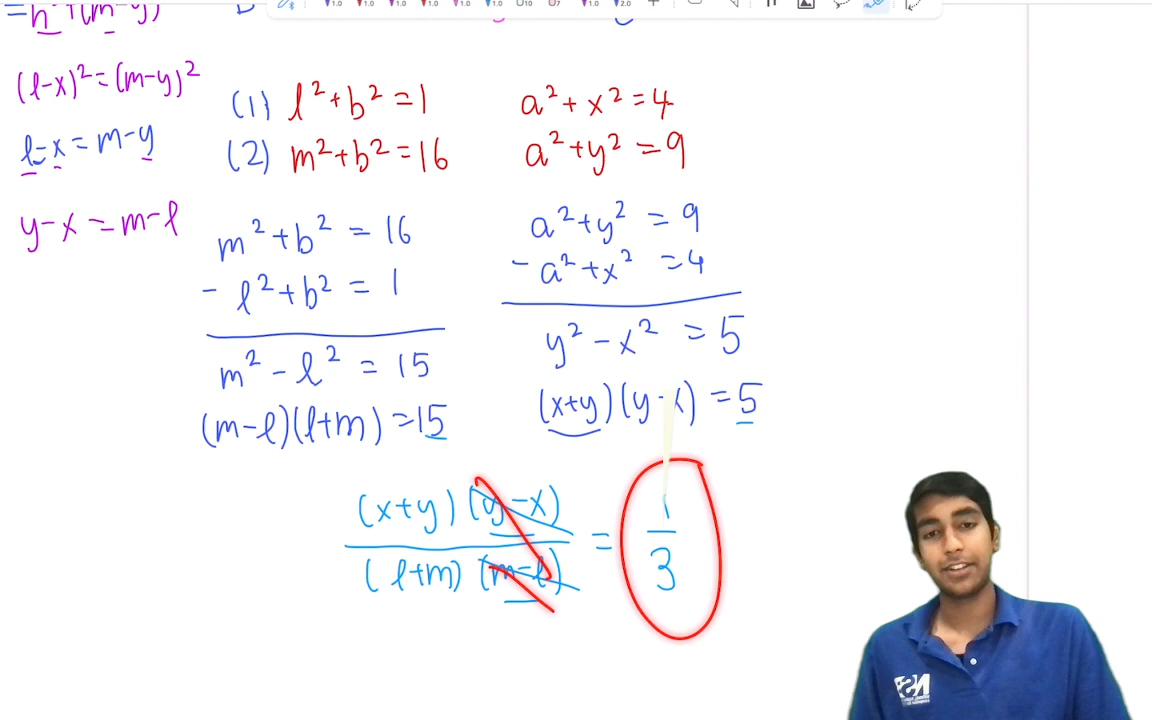 (l-x)²=(m-y)²
l-x=m-y
y-x=m-l
(1) l²+b²=1 a²+x²=4
(2) m²+b²=16 a²+y²=9
m²+b²=16
- l²+b²=1
m²-l²=15
(m-l)(l+m)=15
a²+y²=9
-a²+x²=4
y²-x²=5
(x+y)(y-x)=5
(x+y)(y-x)
(l+m)(m-l)
=
1
3